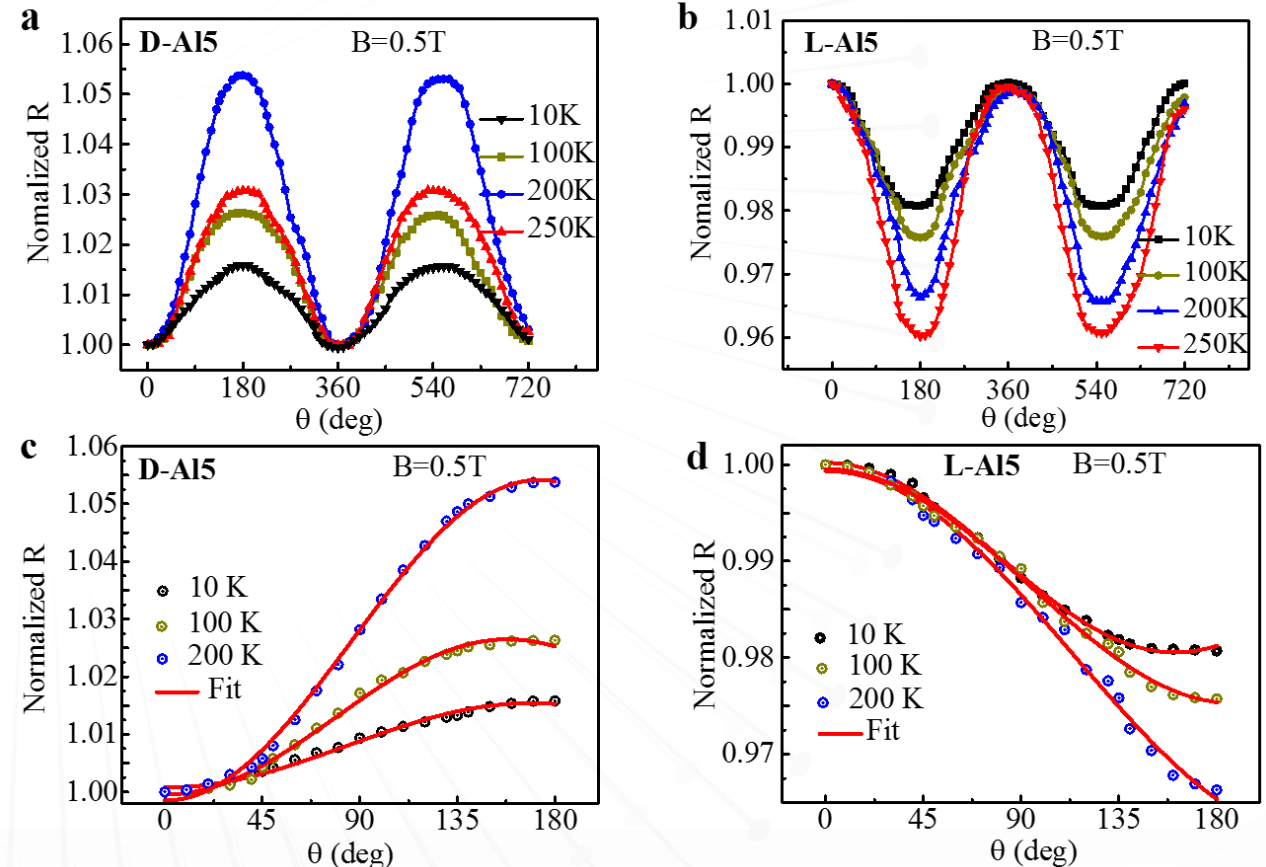 a
D-Al5
B=0.5T
1.06
1.05
1.04
1.03
1.02
1.01
1.00
Nomalized R
10K
100K
200K
250K
0
180
360
540
720
θ (deg)
b
L-Al5
B=0.5T
1.01
1.00
0.99
0.98
0.97
0.96
Nomalized R
10K
100K
200K
250K
0
180
360
540
720
θ (deg)
c
D-Al5
B=0.5T
1.06
1.05
1.04
1.03
1.02
1.01
1.00
Normalized R
10 K
100 K
200 K
Fit
0
45
90
135
180
θ (deg)
d
L-Al5
B=0.5T
1.00
0.99
0.98
0.97
Normalized R
10 K
100 K
200 K
Fit
0
45
90
135
180
θ (deg)